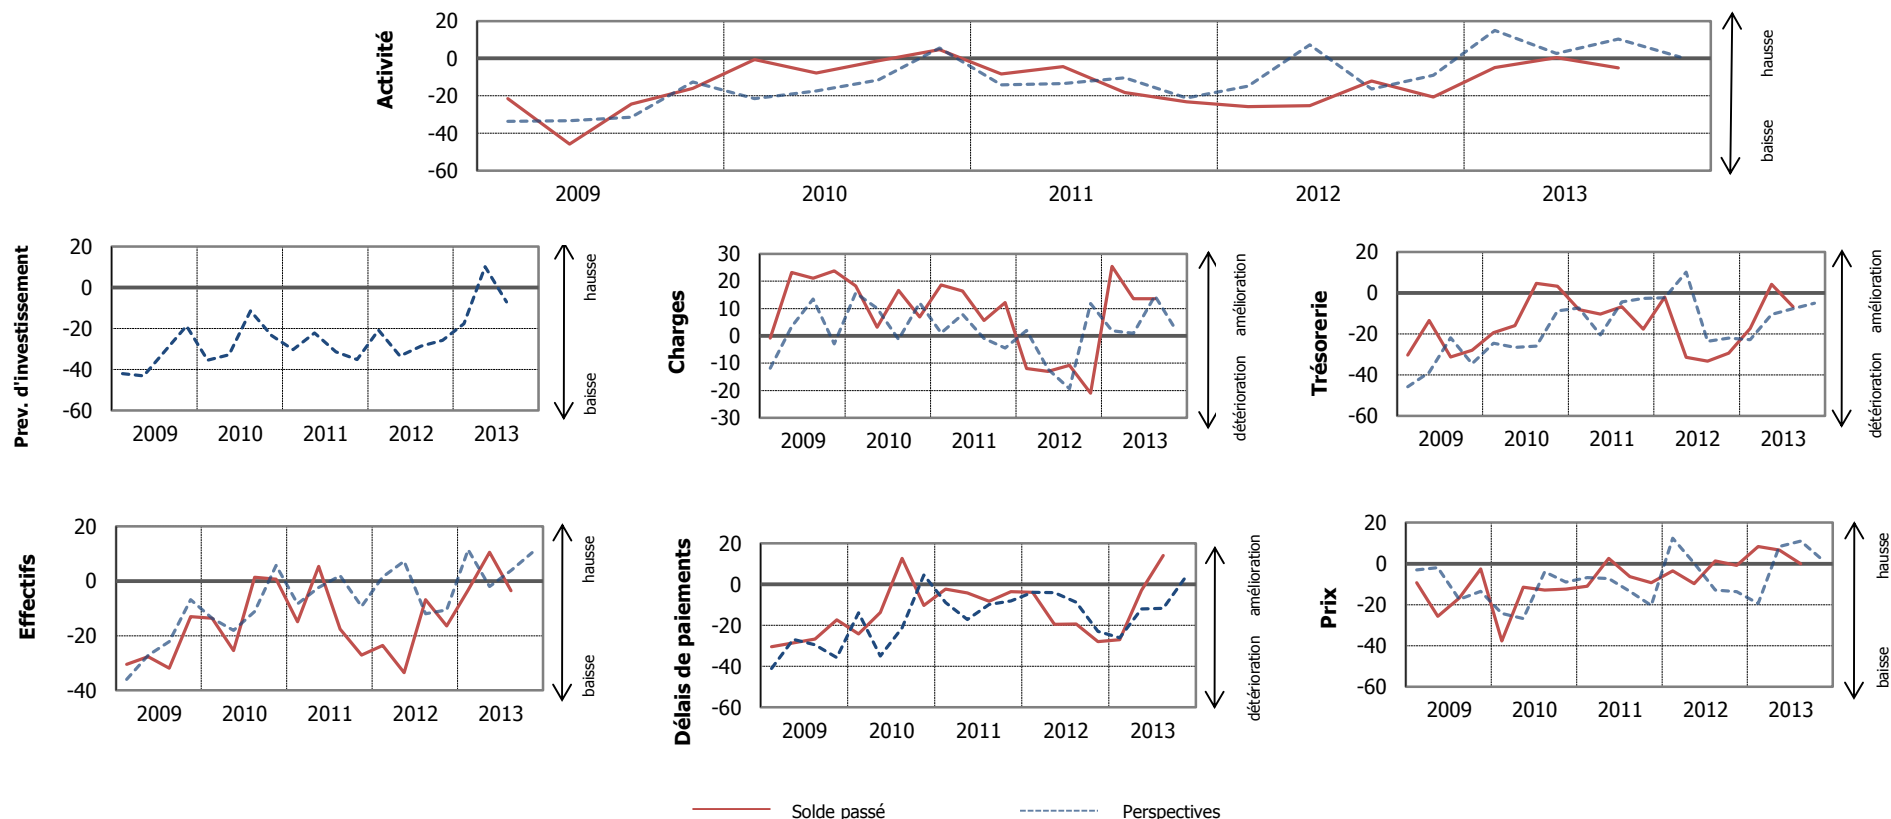 Activité
20
0
-20
-40
-60
2009 2010 2011 2012 2013
hausse
baisse
Prev. d'investissement
20
0
-20
-40
-60
2009 2010 2011 2012 2013
hausse
baisse
Charges
30
20
10
0
-10
-20
-30
2009 2010 2011 2012 2013
amélioration
détérioration
Trésorerie
20
0
-20
-40
-60
2009 2010 2011 2012 2013
amélioration
détérioration
Effectifs
20
0
-20
-40
2009 2010 2011 2012 2013
hausse
baisse
Délais de paiements
20
0
-20
-40
-60
2009 2010 2011 2012 2013
amélioration
détérioration
Prix
20
0
-20
-40
-60
2009 2010 2011 2012 2013
hausse
baisse
Solde passé Perspectives